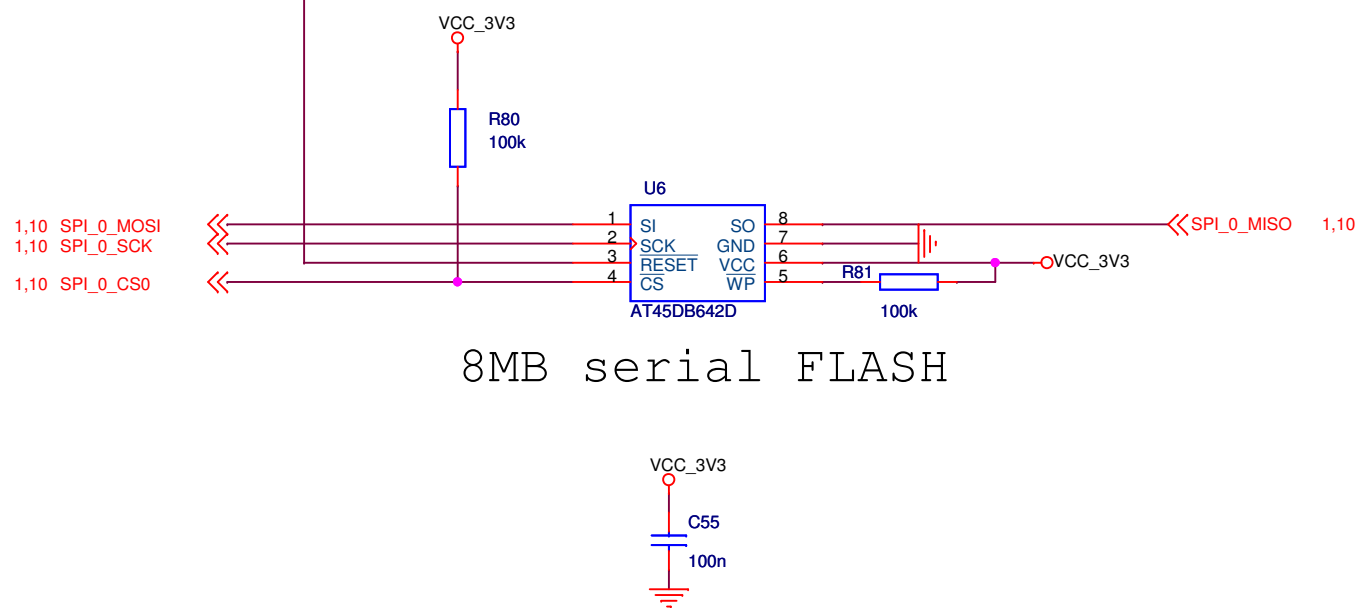 VCC_3V3
R80
100k
U6
1,10 SPI_0_MOSI 1 SI SO 8 SPI_0_MISO 1,10
1,10 SPI_0_SCK 2 SCK GND 7
3 RESET VCC 6 VCC_3V3
1,10 SPI_0_CS0 4 CS WP 5 R81
AT45DB642D 100k
8MB serial FLASH
VCC_3V3
C55
100n